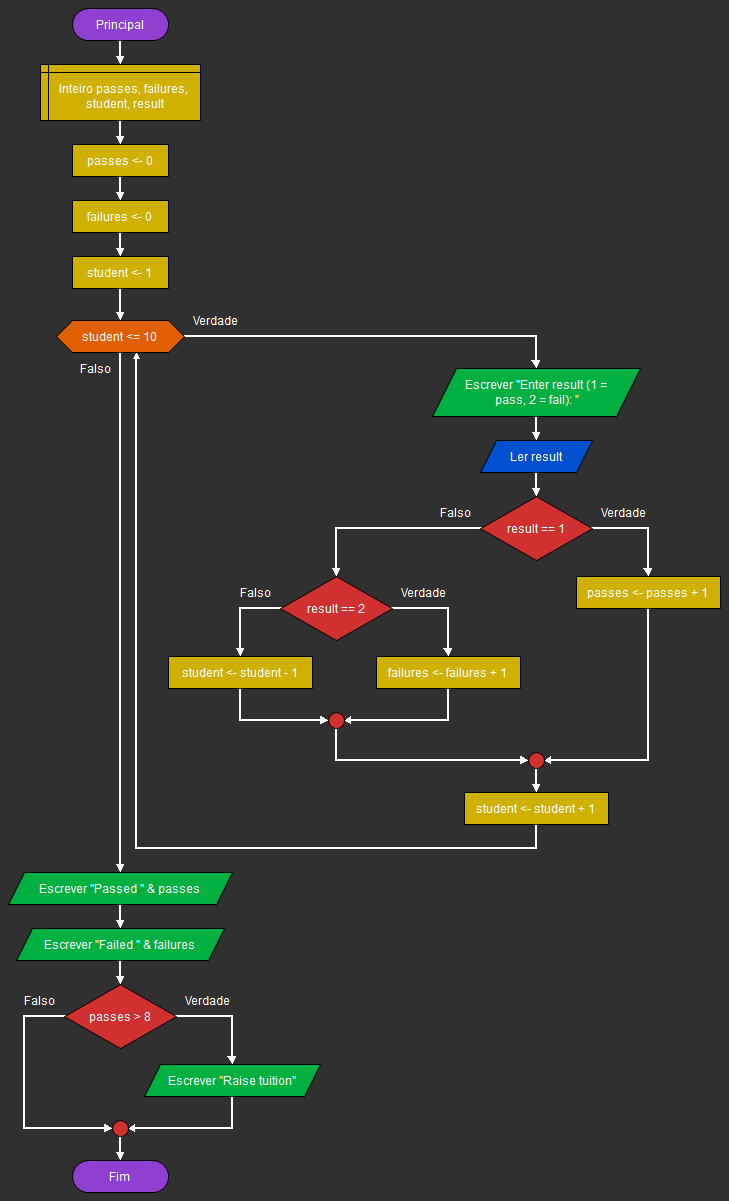 Principal
Inteiro passes, failures,
student, result
passes <- 0
failures <- 0
student <- 1
student <= 10
Verdade
Falso
Escrever "Enter result (1 =
pass, 2 = fail): "
Ler result
result == 1
Falso
Verdade
passes <- passes + 1
result == 2
Falso
Verdade
student <- student - 1
failures <- failures + 1
student <- student + 1
Escrever "Passed " & passes
Escrever "Failed " & failures
passes > 8
Falso
Verdade
Escrever "Raise tuition"
Fim